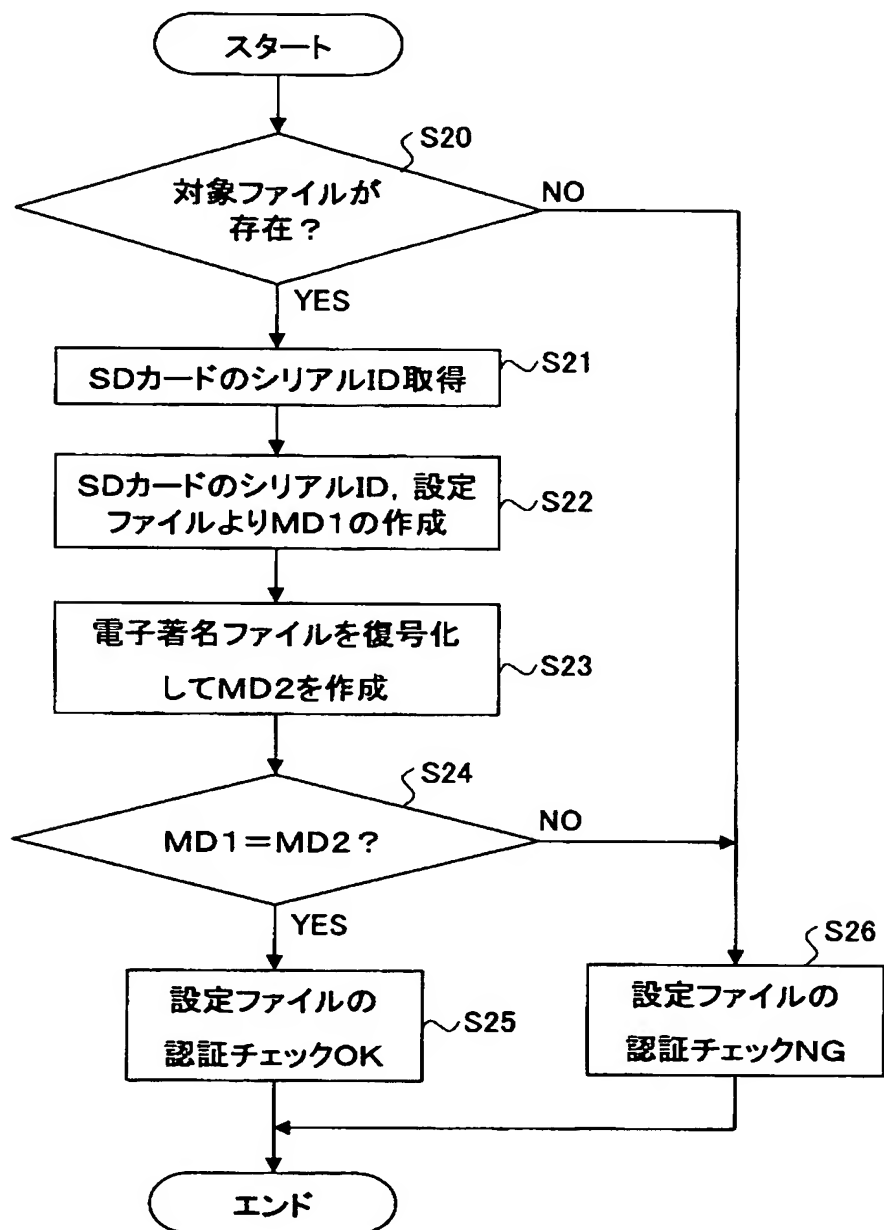 スタート
S20
対象ファイルが
存在?
NO
YES
SDカードのシリアルID取得
S21
SDカードのシリアルID, 設定
ファイルよりMD1の作成
S22
電子著名ファイルを復号化
してMD2を作成
S23
S24
MD1=MD2?
NO
YES
設定ファイルの
認証チェックOK
S25
S26
設定ファイルの
認証チェックNG
エンド